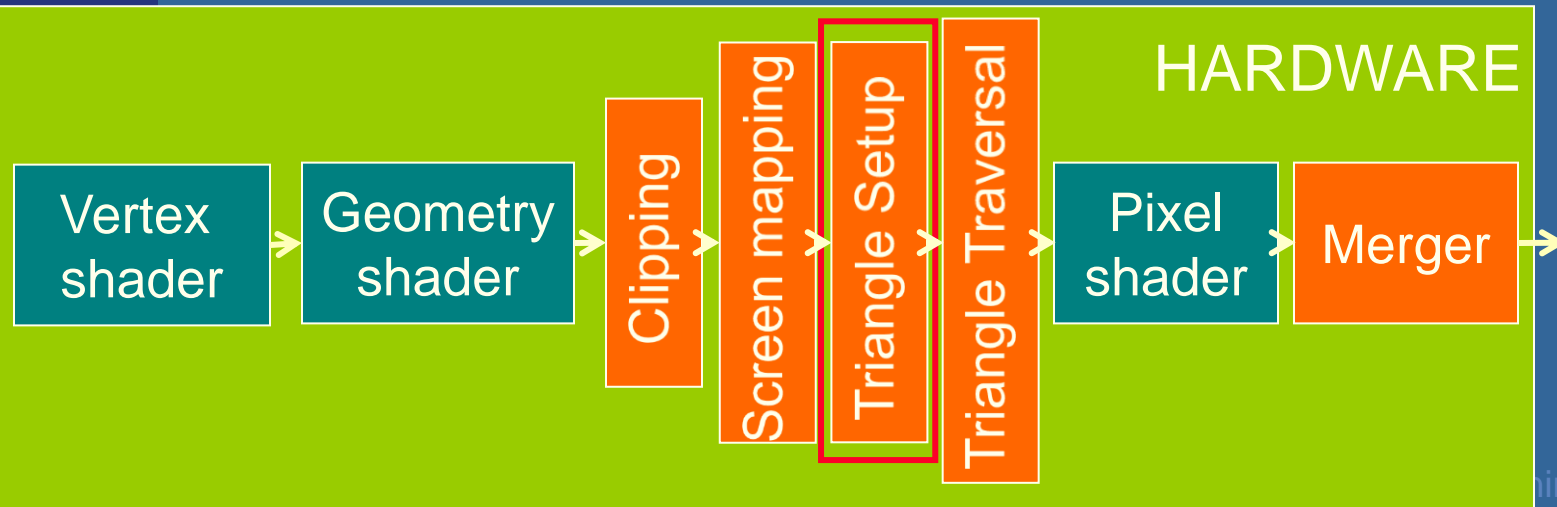 HARDWARE
Vertex
shader
Geometry
shader
Clipping
Screen mapping
Triangle Setup
Triangle Traversal
Pixel
shader
Merger